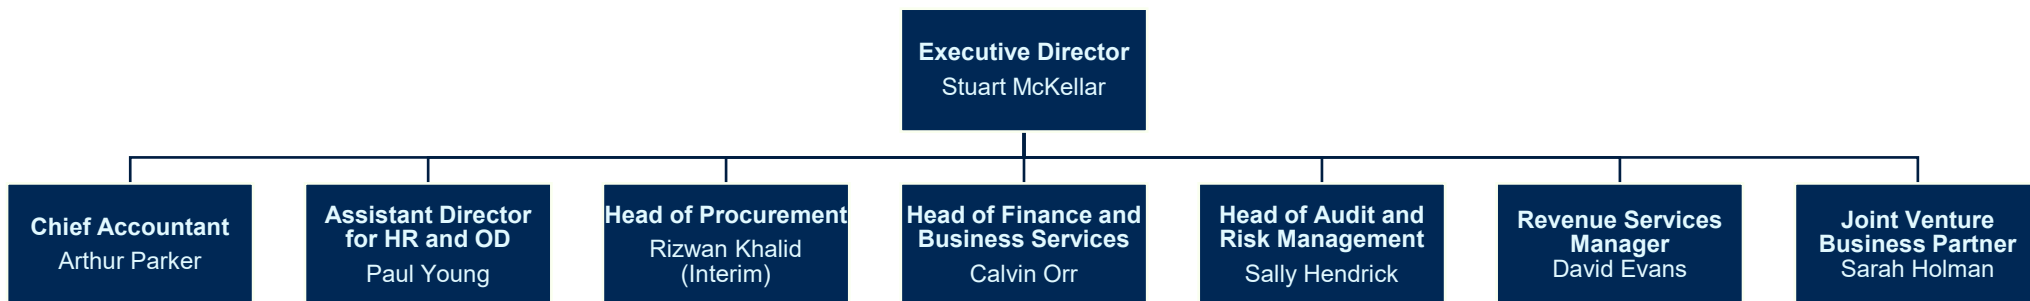 Executive Director
Stuart McKellar
Chief Accountant
Arthur Parker
Assistant Director
for HR and OD
Paul Young
Head of Procurement
Rizwan Khalid
(Interim)
Head of Finance and
Business Services
Calvin Orr
Head of Audit and
Risk Management
Sally Hendrick
Revenue Services
Manager
David Evans
Joint Venture
Business Partner
Sarah Holman